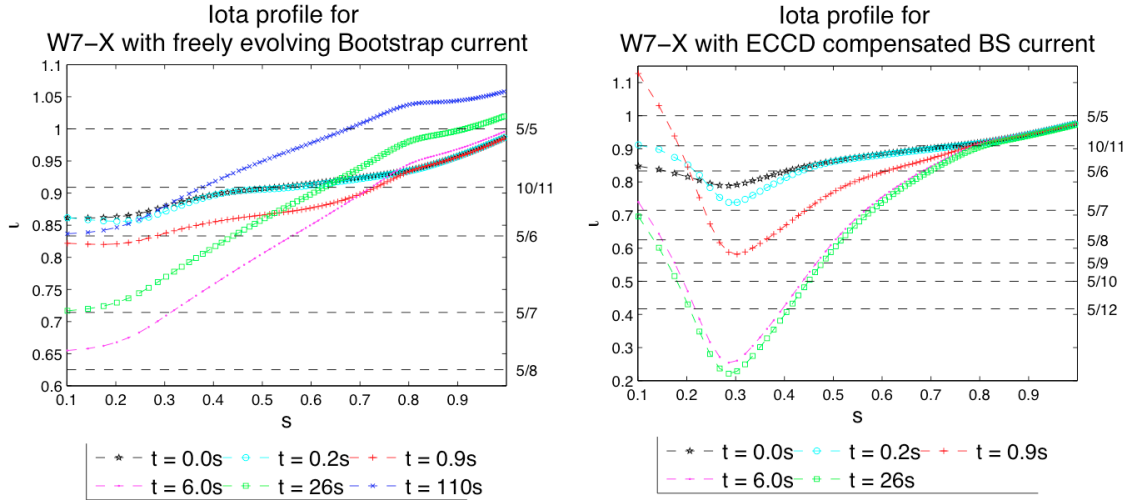 Iota profile for
W7-X with freely evolving Bootstrap current
1.1
1.05
1
0.95
0.9
0.85
0.8
0.75
0.7
0.65
0.6
ι
0.1 0.2 0.3 0.4 0.5 0.6 0.7 0.8 0.9
s
5/5
10/11
5/6
5/7
5/8
t = 0.0s t = 0.2s t = 0.9s
t = 6.0s t = 26s t = 110s
Iota profile for
W7-X with ECCD compensated BS current
1.1
1
0.9
0.8
0.7
0.6
0.5
0.4
0.3
0.2
ι
0.1 0.2 0.3 0.4 0.5 0.6 0.7 0.8 0.9
s
5/5
10/11
5/6
5/7
5/8
5/9
5/10
5/12
t = 0.0s t = 0.2s t = 0.9s
t = 6.0s t = 26s